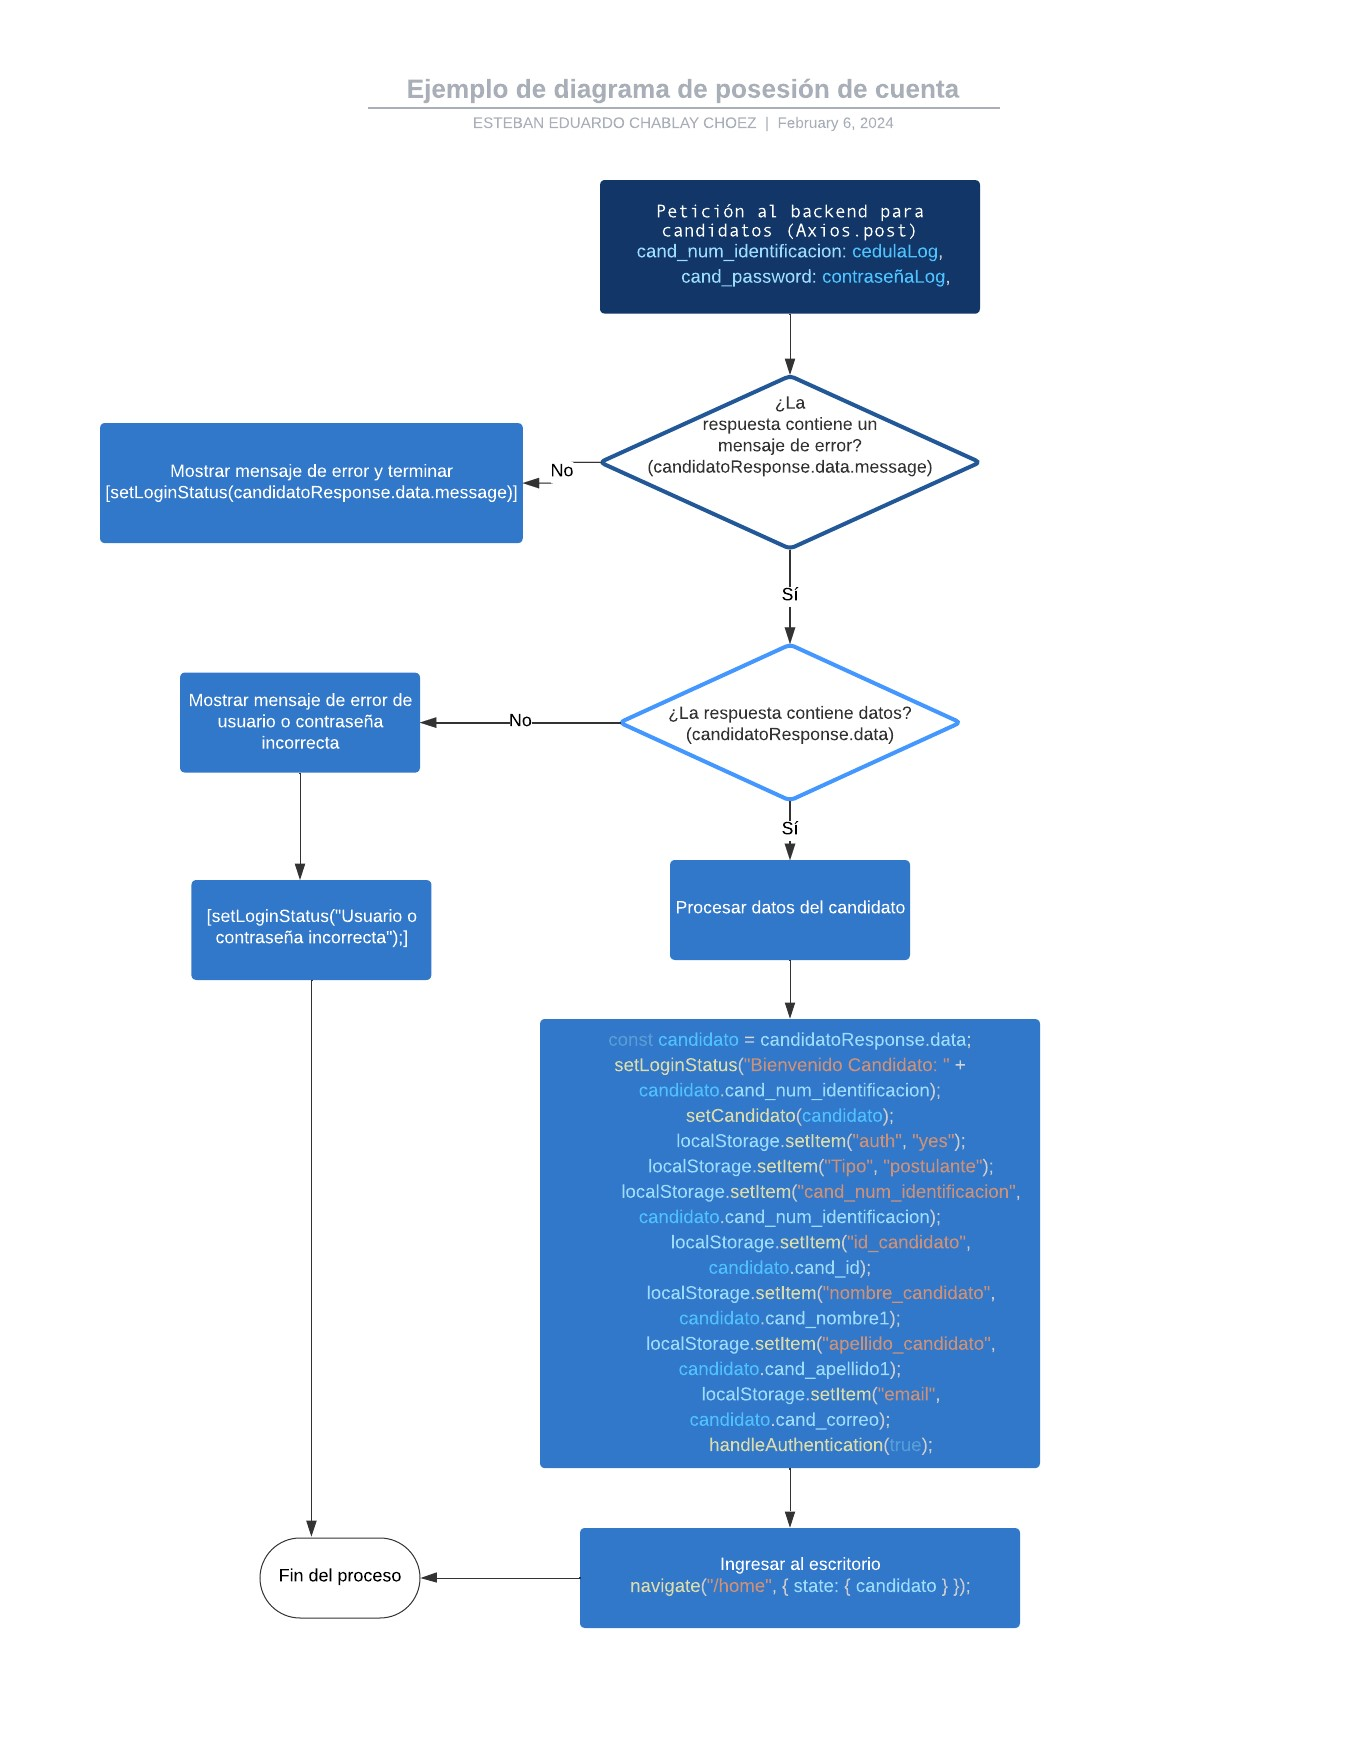 Ejemplo de diagrama de posesión de cuenta
ESTEBAN EDUARDO CHABLAY CHOEZ | February 6, 2024
Petición al backend para
candidatos (Axios.post)
cand_num_identificacion: cedulaLog,
cand_password: contraseñaLog,
¿La
respuesta contiene un
mensaje de error?
(candidatoResponse.data.message)
No
Mostrar mensaje de error y terminar
[setLoginStatus(candidatoResponse.data.message)]
Sí
¿La respuesta contiene datos?
(candidatoResponse.data)
No
Mostrar mensaje de error de
usuario o contraseña
incorrecta
Sí
[setLoginStatus("Usuario o
contraseña incorrecta");]
Procesar datos del candidato
const candidato = candidatoResponse.data;
setLoginStatus("Bienvenido Candidato: " +
candidato.cand_num_identificacion);
setCandidato(candidato);
localStorage.setItem("auth", "yes");
localStorage.setItem("Tipo", "postulante");
localStorage.setItem("cand_num_identificacion",
candidato.cand_num_identificacion);
localStorage.setItem("id_candidato",
candidato.cand_id);
localStorage.setItem("nombre_candidato",
candidato.cand_nombre1);
localStorage.setItem("apellido_candidato",
candidato.cand_apellido1);
localStorage.setItem("email",
candidato.cand_correo);
handleAuthentication(true);
Ingresar al escritorio
navigate("/home", { state: { candidato } });
Fin del proceso